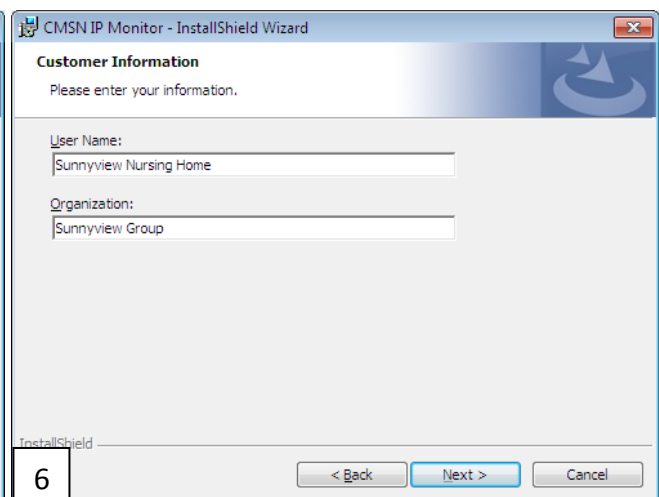 CMSN IP Monitor - InstallShield Wizard
Customer Information
Please enter your information.
User Name:
Sunnyview Nursing Home
Organization:
Sunnyview Group
InstallShield
6
< Back Next > Cancel